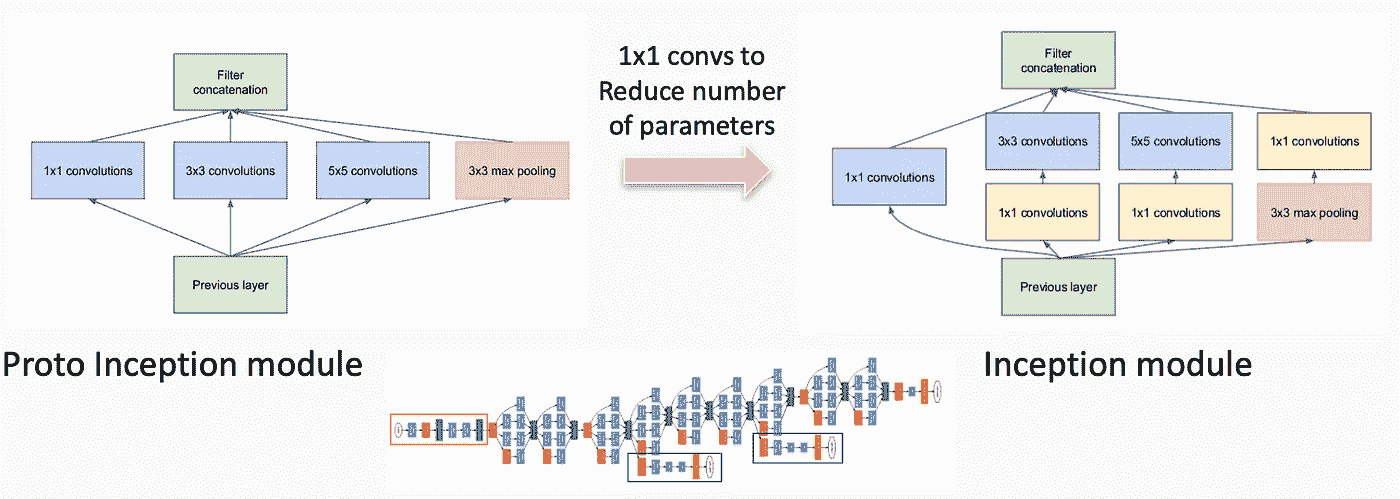 Filter
concatenation
1x1 convolutions
3x3 convolutions
5x5 convolutions
3x3 max pooling
Previous layer
Proto Inception module
1x1 convs to
Reduce number
of parameters
Filter
concatenation
3x3 convolutions
5x5 convolutions
1x1 convolutions
1x1 convolutions
1x1 convolutions
1x1 convolutions
3x3 max pooling
Previous layer
Inception module